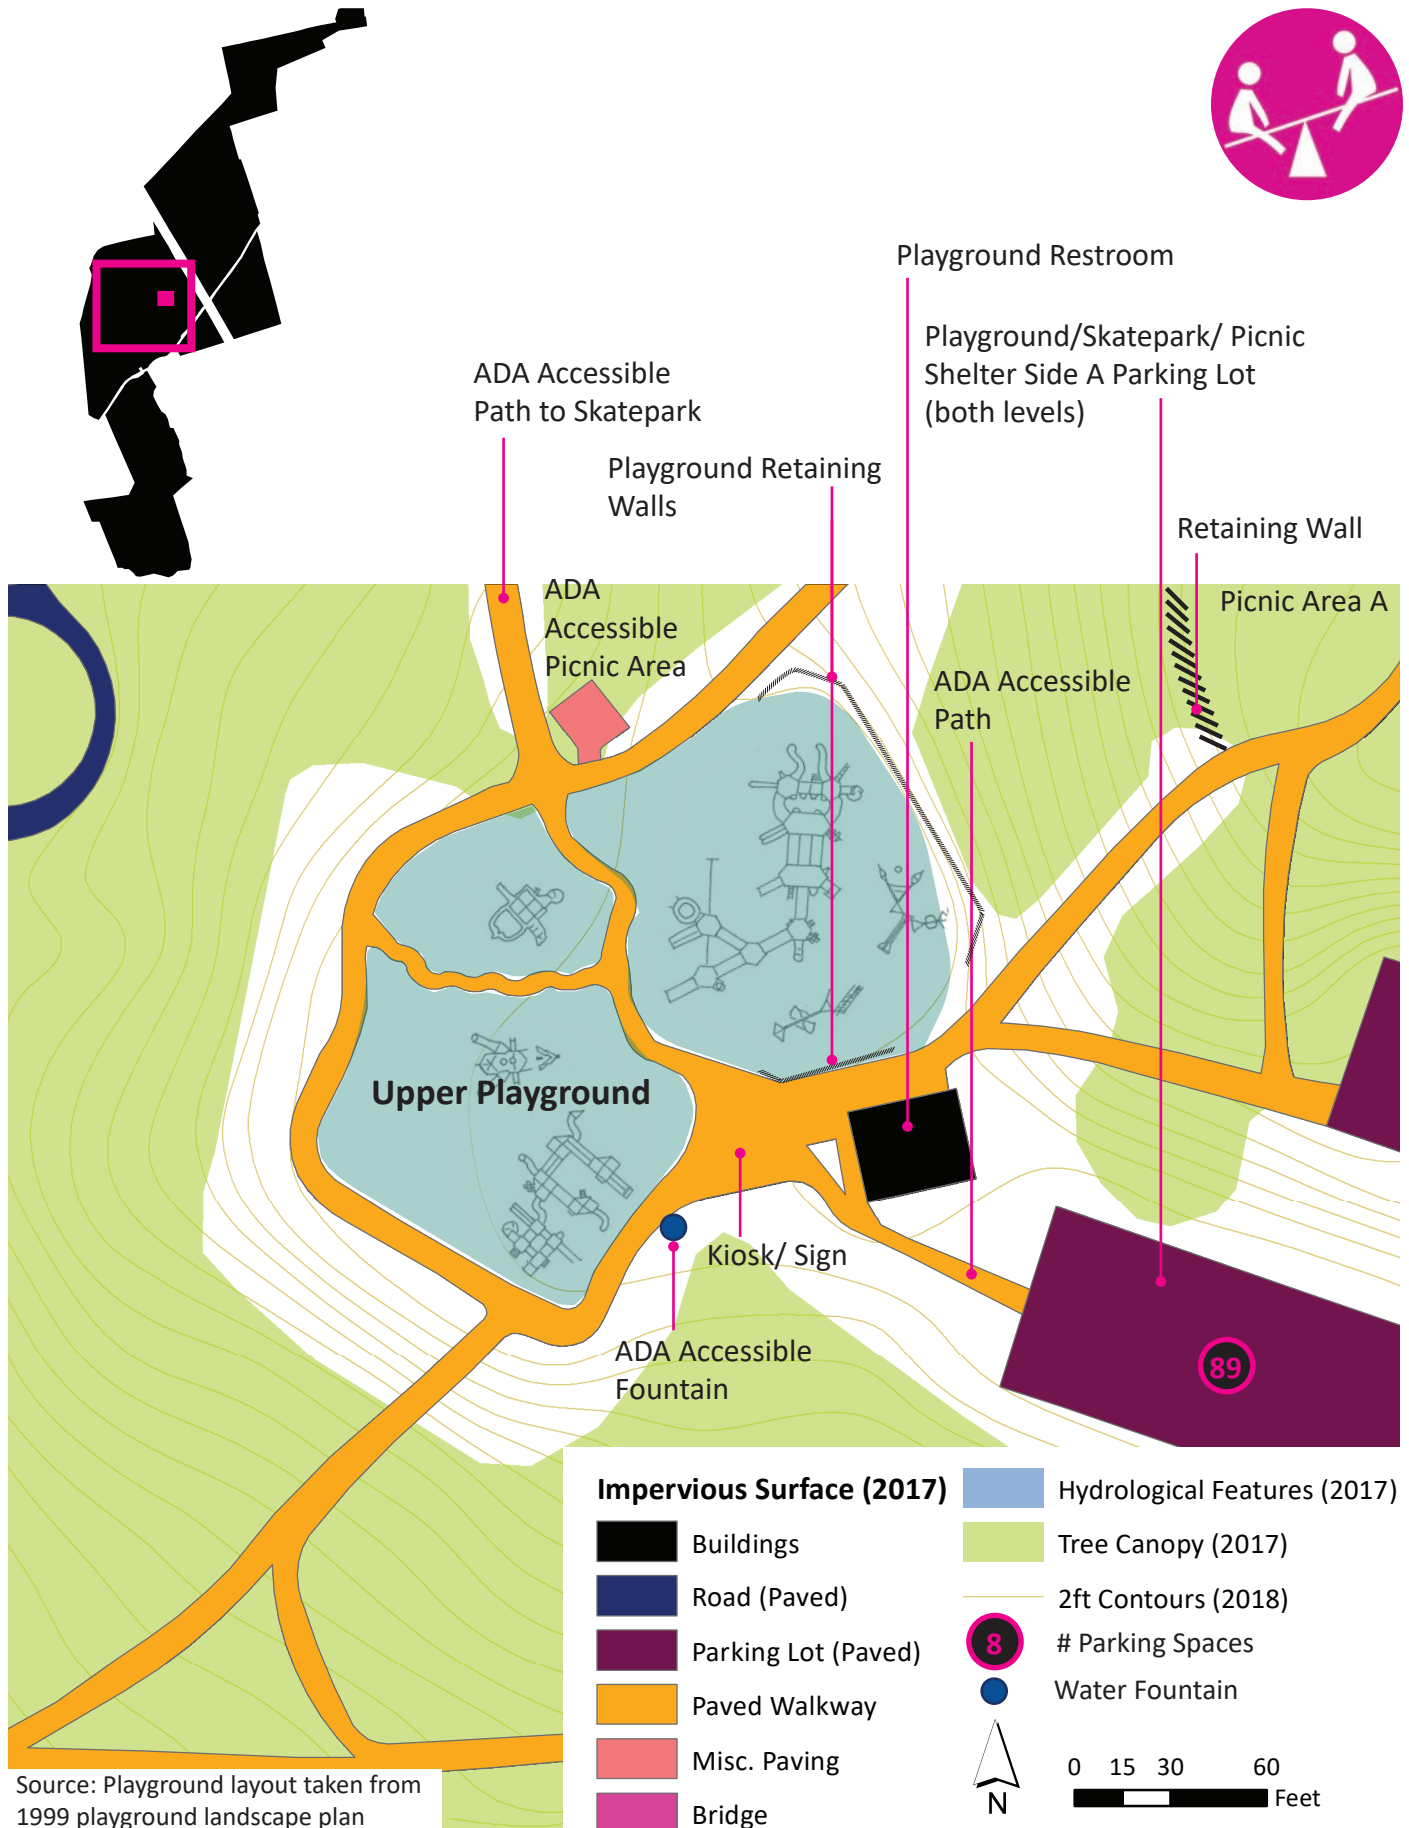 Playground Restroom
Playground/Skatepark/ Picnic
Shelter Side A Parking Lot
(both levels)
ADA Accessible
Path to Skatepark
Playground Retaining
Walls
Retaining Wall
Picnic Area A
ADA
Accessible
Picnic Area
ADA Accessible
Path
Upper Playground
Kiosk/ Sign
ADA Accessible
Fountain
89
Impervious Surface (2017)
Buildings
Road (Paved)
Parking Lot (Paved)
Paved Walkway
Misc. Paving
Bridge
Hydrological Features (2017)
Tree Canopy (2017)
2ft Contours (2018)
8 # Parking Spaces
Water Fountain
N
0 15 30 60
Feet
Source: Playground layout taken from
1999 playground landscape plan